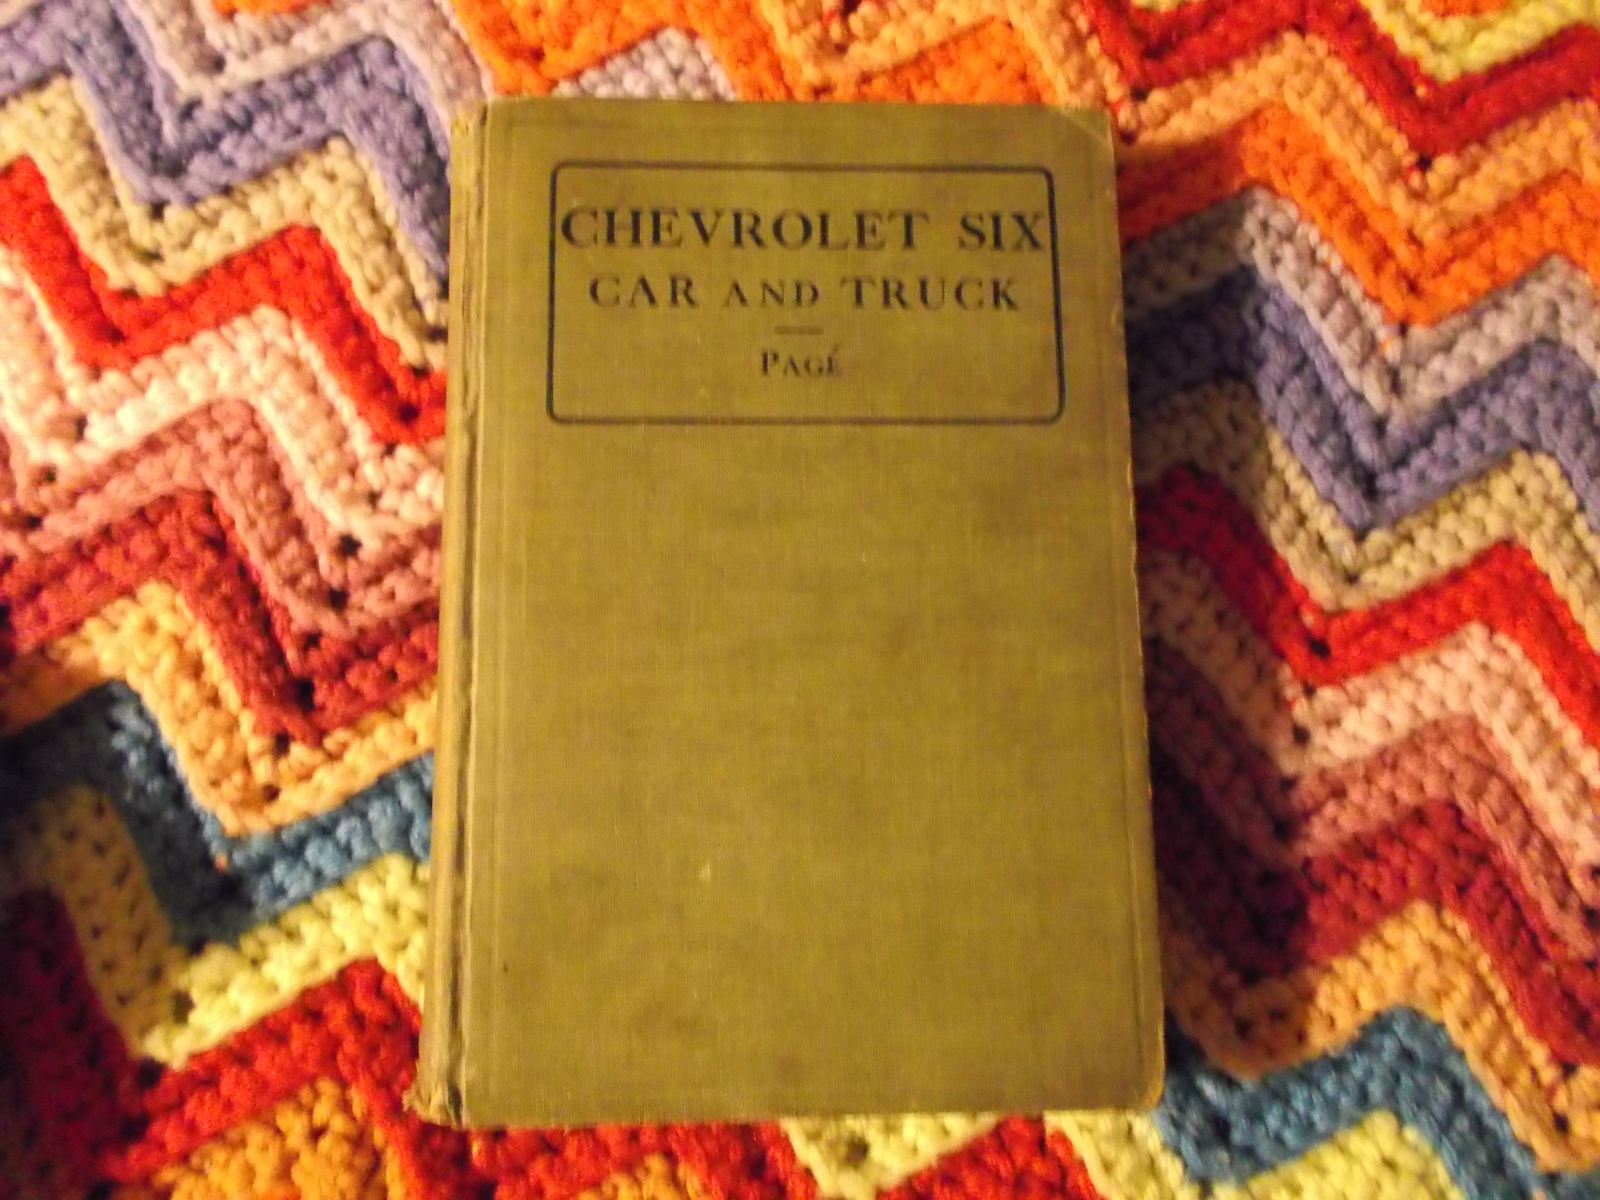 CHEVROLET SIX
CAR AND TRUCK
PAGÉ